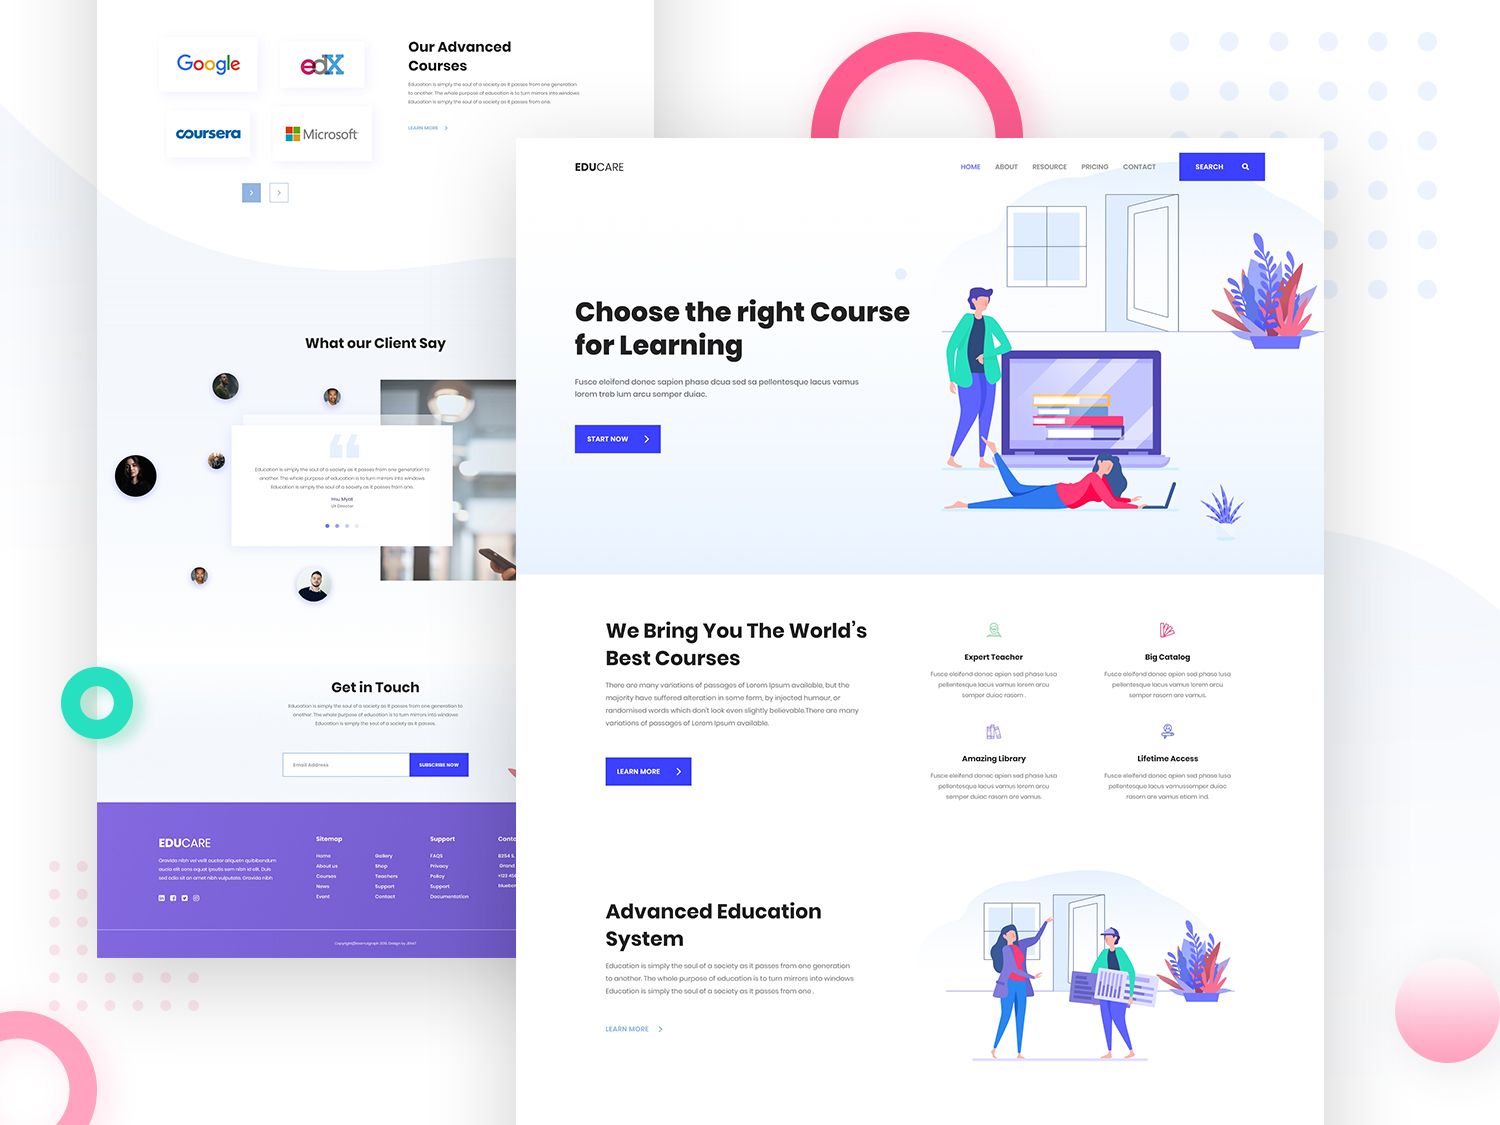 Google
edX
coursera
Microsoft
Our Advanced
Courses
Education is simply the soul of a society as it passes from one generation
to another. The whole purpose of education is to turn mirrors into windows
Education is simply the soul of a society as it passes from one.
LEARN MORE
What our Client Say
Education is simply the soul of a society as it passes from one generation to
another. The whole purpose of education is to turn mirrors into windows
Education is simply the soul of a society as it passes from one.
Hnu Myat
UX Director
Get in Touch
Education is simply the soul of a society as it passes from one generation to
another. The whole purpose of education is to turn mirrors into windows
Education is simply the soul of a society as it passes.
Email Address
SUBSCRIBE NOW
EDUCARE
Gravida nibh vel velit auctor aliquetn quibibendum
aucia elit sons equat ipsutis sem nibh id elit. Duis
sed odio sit an amet nibh vulputate. Gravida nibh
Sitemap
Home
About us
Courses
News
Event
Gallery
Shop
Teachers
Support
Contact
Support
FAQS
Privacy
Policy
Support
Documentation
Conta
8254 S.
Grand
+123 456
blueber
EDUCARE
HOME
ABOUT
RESOURCE
PRICING
CONTACT
SEARCH
Choose the right Course
for Learning
Fusce eleifend donec sapion phase dcua sed sa pellentesque lacus vamus
lorem treb lum arcu semper duiac.
START NOW
We Bring You The World's
Best Courses
There are many variations of passages of Lorem Ipsum available, but the
majority have suffered alteration in some form, by injected humour, or
randomised words which don't look even slightly believable.There are many
variations of passages of Lorem Ipsum available.
LEARN MORE
Expert Teacher
Fusce eleifend donec apien sed phase lusa
pellentesque lacus vamus lorem arcu
semper duiac rasom .
Big Catalog
Fusce eleifend donec apien sed phase lusa
pellentesque lacus vamus lorem arcu
semper rasom are vamus.
Amazing Library
Fusce eleifend donec apien sed phase lusa
pellentesque lacus vamus lorem arcu
semper duiac rasom are vamus.
Lifetime Access
Fusce eleifend donec apien sed phase lusa
pellentesque lacus vamussomper duiac
rasom are vamus etiam ind.
Advanced Education
System
Education is simply the soul of a society as it passes from one generation
to another. The whole purpose of education is to turn mirrors into windows
Education is simply the soul of a society as it passes from one .
LEARN MORE